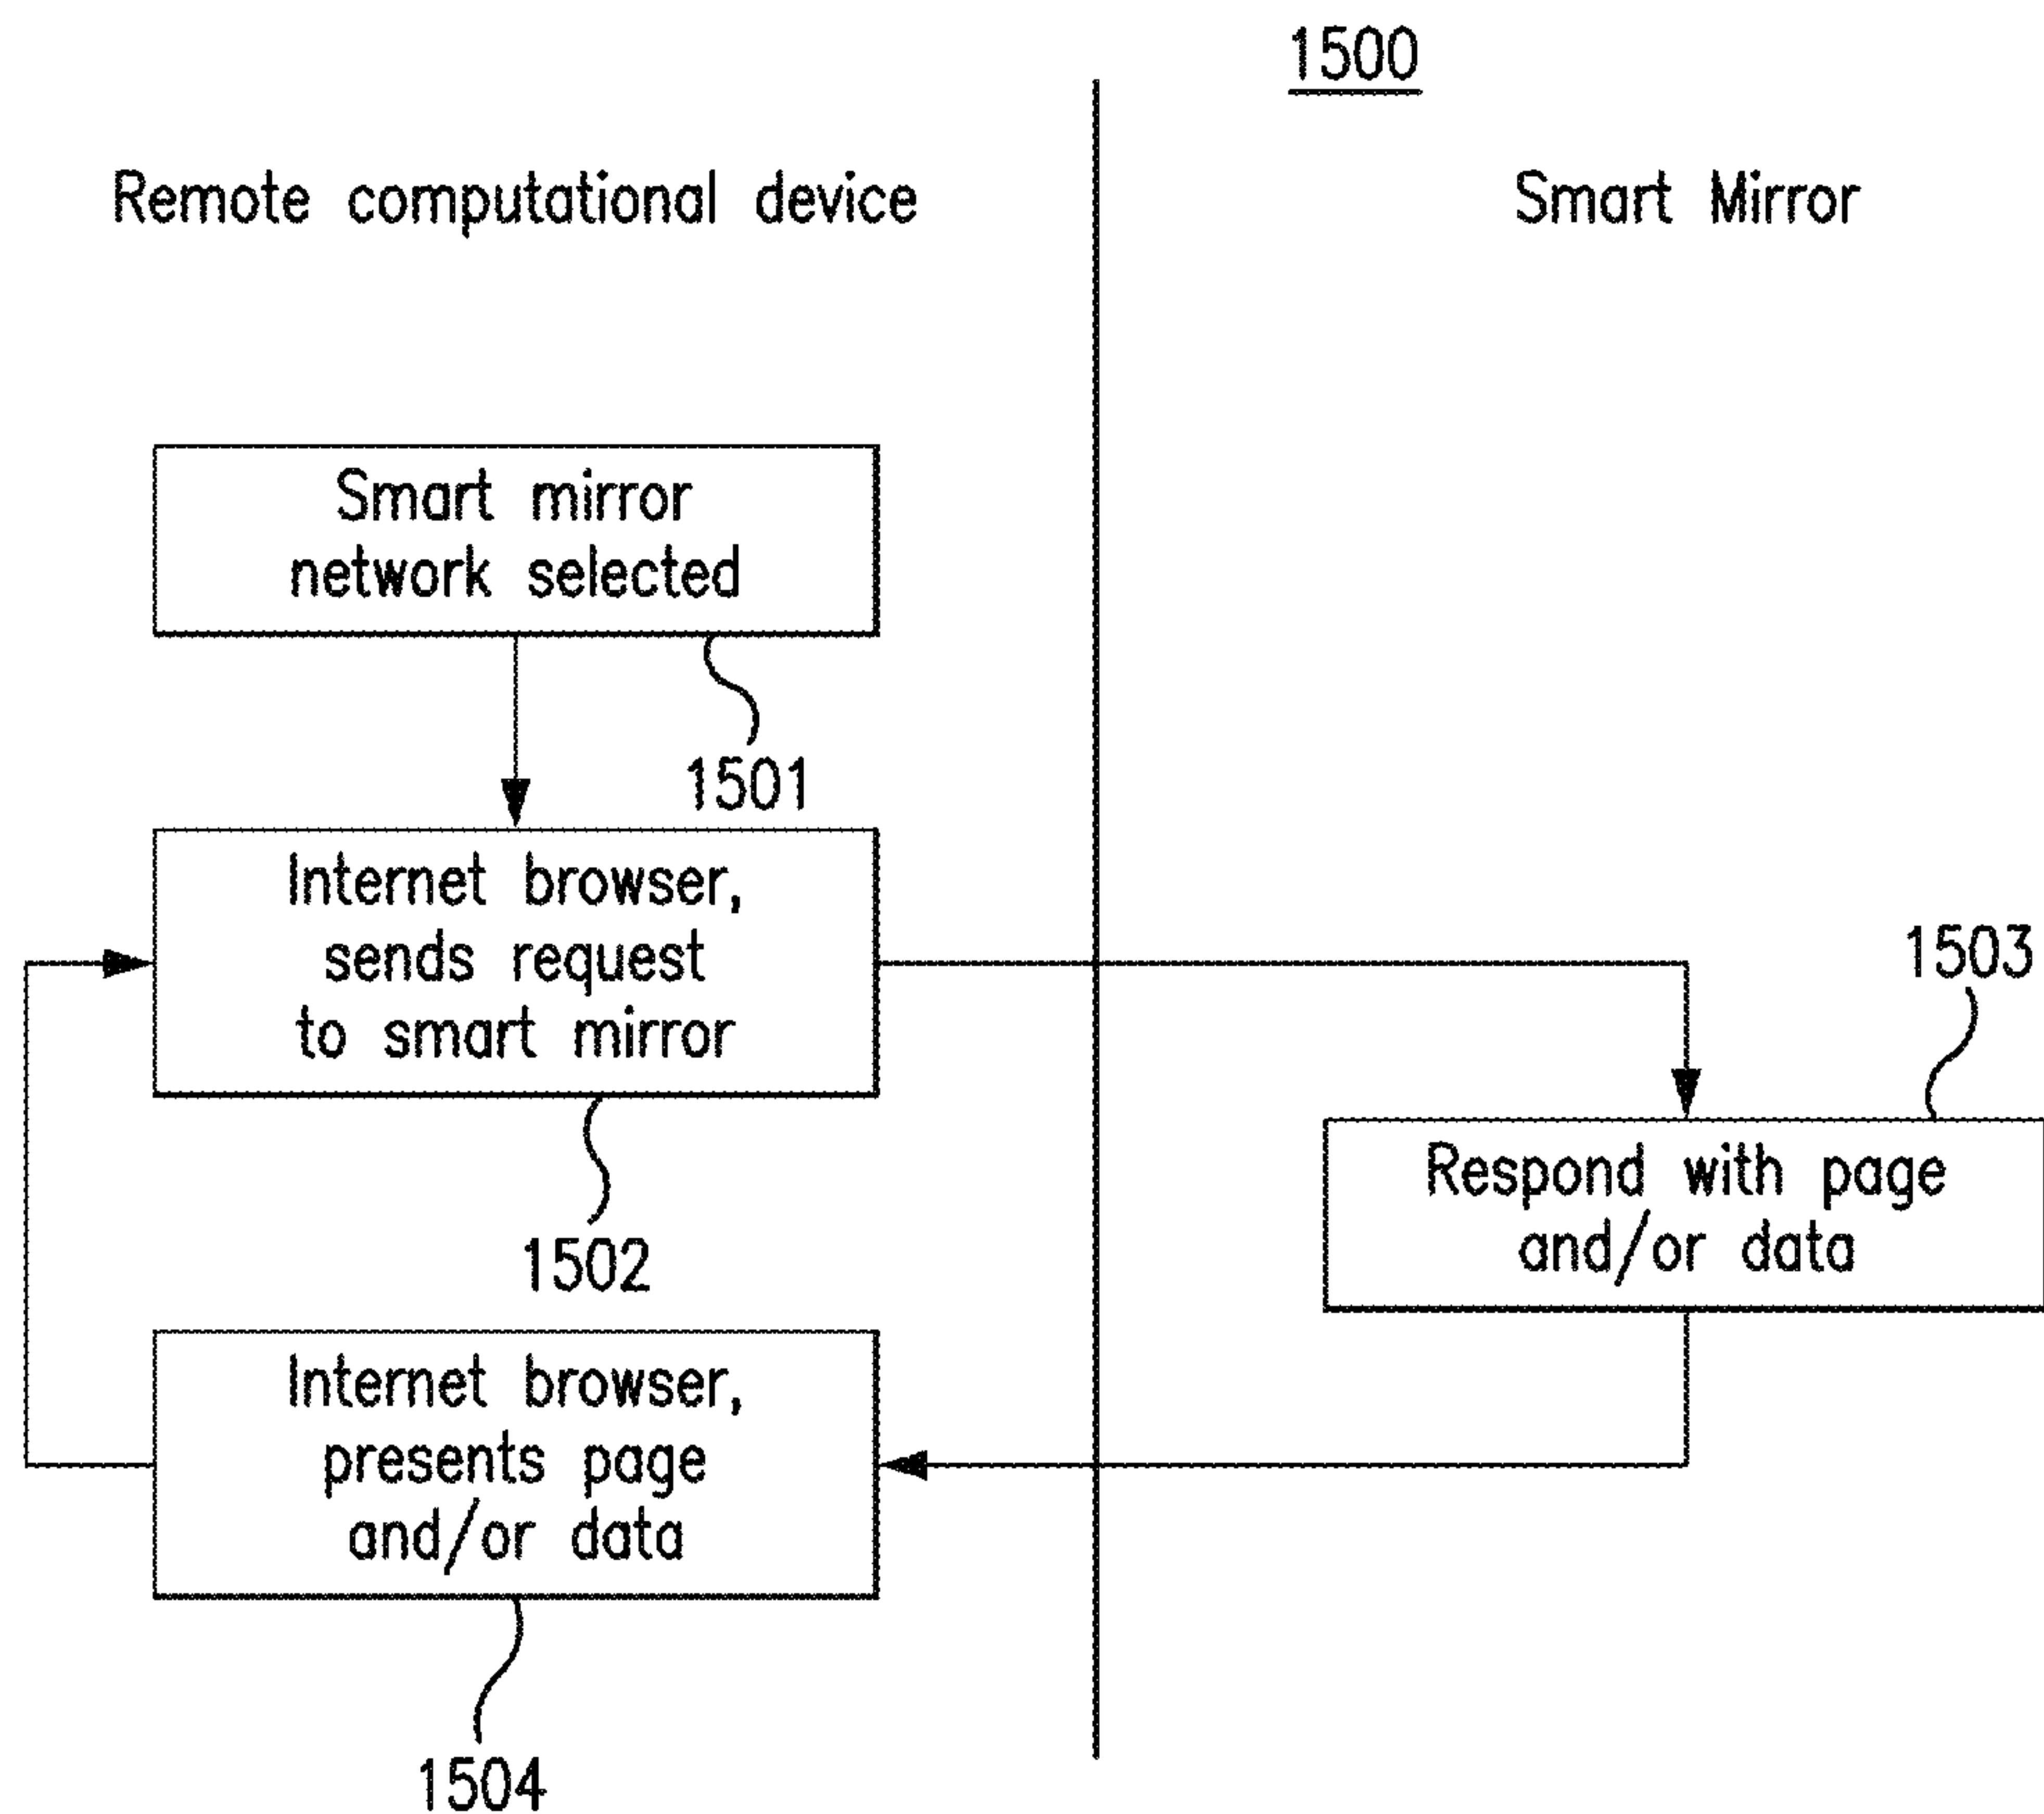 1500
Remote computational device
Smart Mirror
Smart mirror
network selected
1501
Internet browser,
sends request
to smart mirror
1502
1503
Respond with page
and/or data
Internet browser,
presents page
and/or data
1504